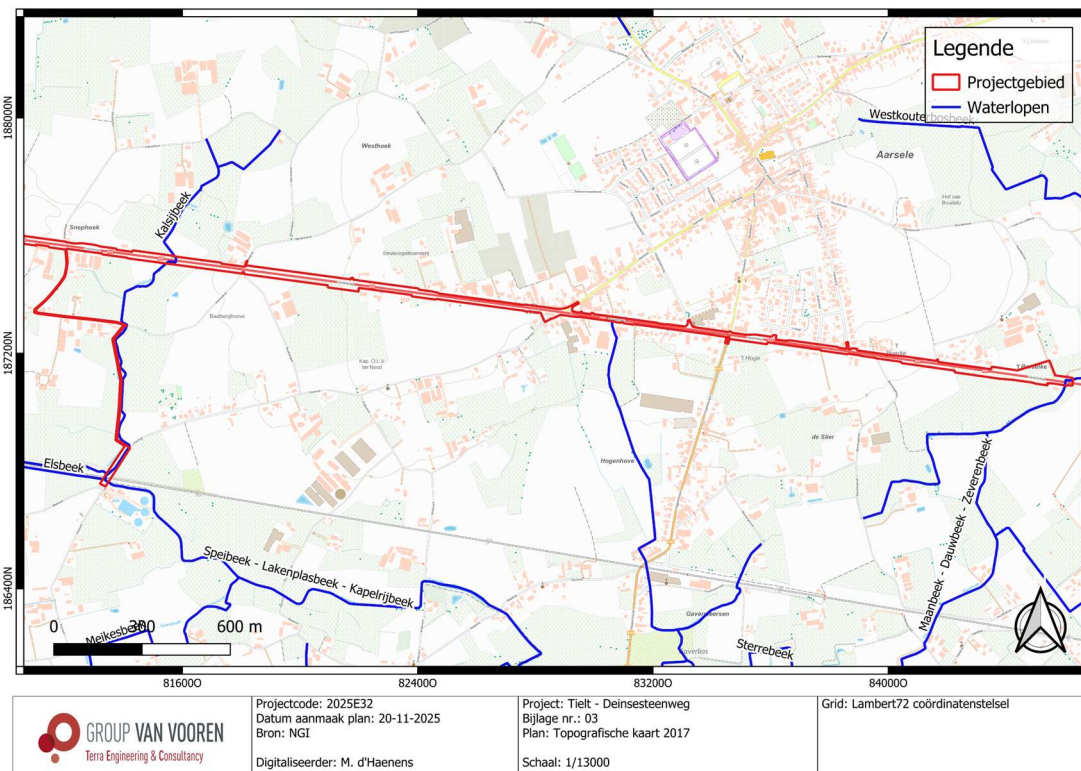 Legende
Projectgebied
Waterlopen
Westkouterbosbeek
Aarsele
Hof van
Westhoek
Kalsijbeek
Snephoek
Struisvogelboerderij
Baalberghoeve
Kap. O.L.V.
ter Nood
't Hoge
de Slier
Hogenhove
Elsbeek
Speibeek - Lakenplasbeek - Kapelrijbeek
Maanbeek - Dauwbeek - Zeverenbeek
Gavermeersen
Sterrebeek
0 300 600 m
188000N
187200N
186400N
816000 824000 832000 840000
GROUP VAN VOOREN
Terra Engineering & Consultancy
Projectcode: 2025E32
Datum aanmaak plan: 20-11-2025
Bron: NGI
Digitaliseerder: M. d'Haenens
Project: Tielt - Deinsesteenweg
Bijlage nr.: 03
Plan: Topografische kaart 2017
Schaal: 1/13000
Grid: Lambert72 coördinatenstelsel